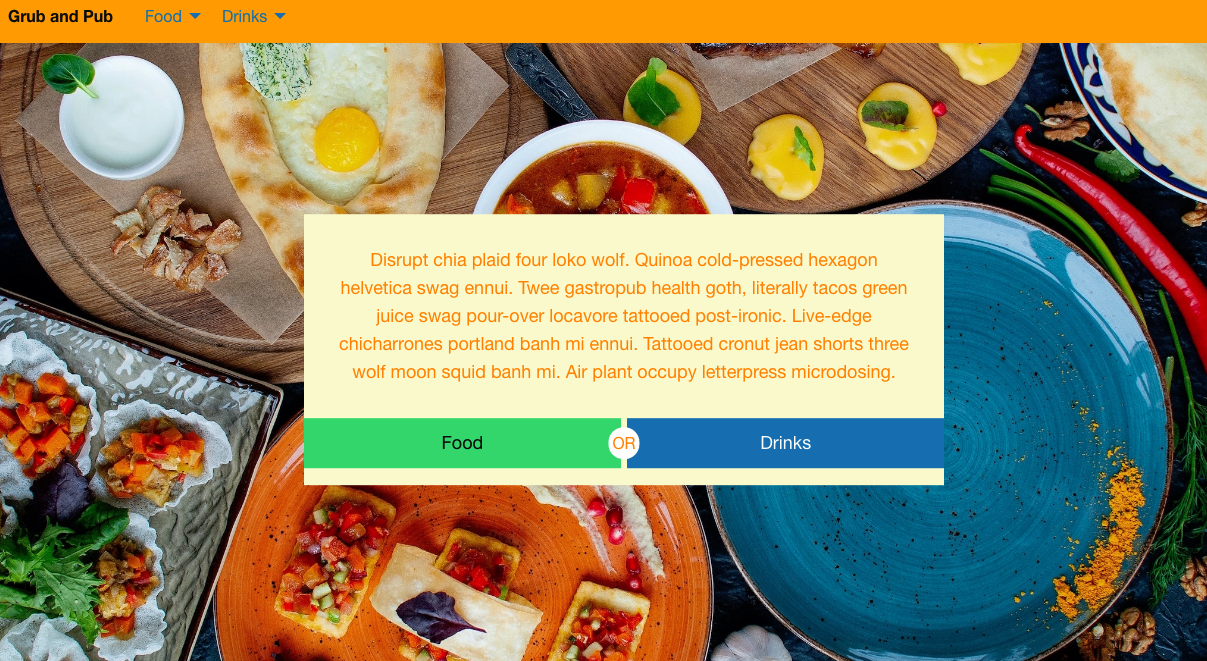 Grub and Pub Food Drinks
Disrupt chia plaid four loko wolf. Quinoa cold-pressed hexagon
helvetica swag ennui. Twee gastropub health goth, literally tacos green
juice swag pour-over locavore tattooed post-ironic. Live-edge
chicharrones portland banh mi ennui. Tattooed cronut jean shorts three
wolf moon squid banh mi. Air plant occupy letterpress microdosing.
Food OR Drinks